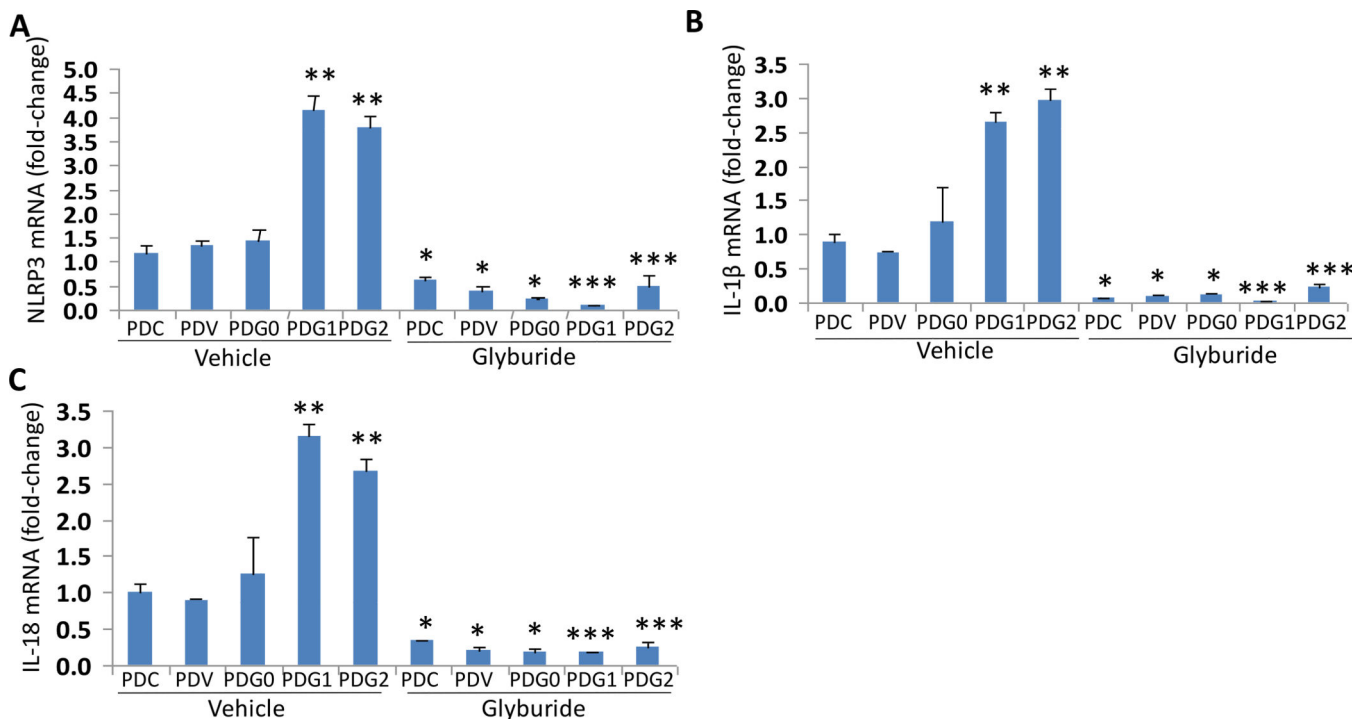 A
NLRP3 mRNA (fold-change)
5.0
4.5
4.0
3.5
3.0
2.5
2.0
1.5
1.0
0.5
0.0
** ** * * * *** ***
PDC PDV PDG0 PDG1 PDG2 PDC PDV PDG0 PDG1 PDG2
Vehicle Glyburide
B
IL-1β mRNA (fold-change)
3.5
3.0
2.5
2.0
1.5
1.0
0.5
0.0
** ** * * * *** ***
PDC PDV PDG0 PDG1 PDG2 PDC PDV PDG0 PDG1 PDG2
Vehicle Glyburide
C
IL-18 mRNA (fold-change)
3.5
3.0
2.5
2.0
1.5
1.0
0.5
0.0
** ** * * * *** ***
PDC PDV PDG0 PDG1 PDG2 PDC PDV PDG0 PDG1 PDG2
Vehicle Glyburide